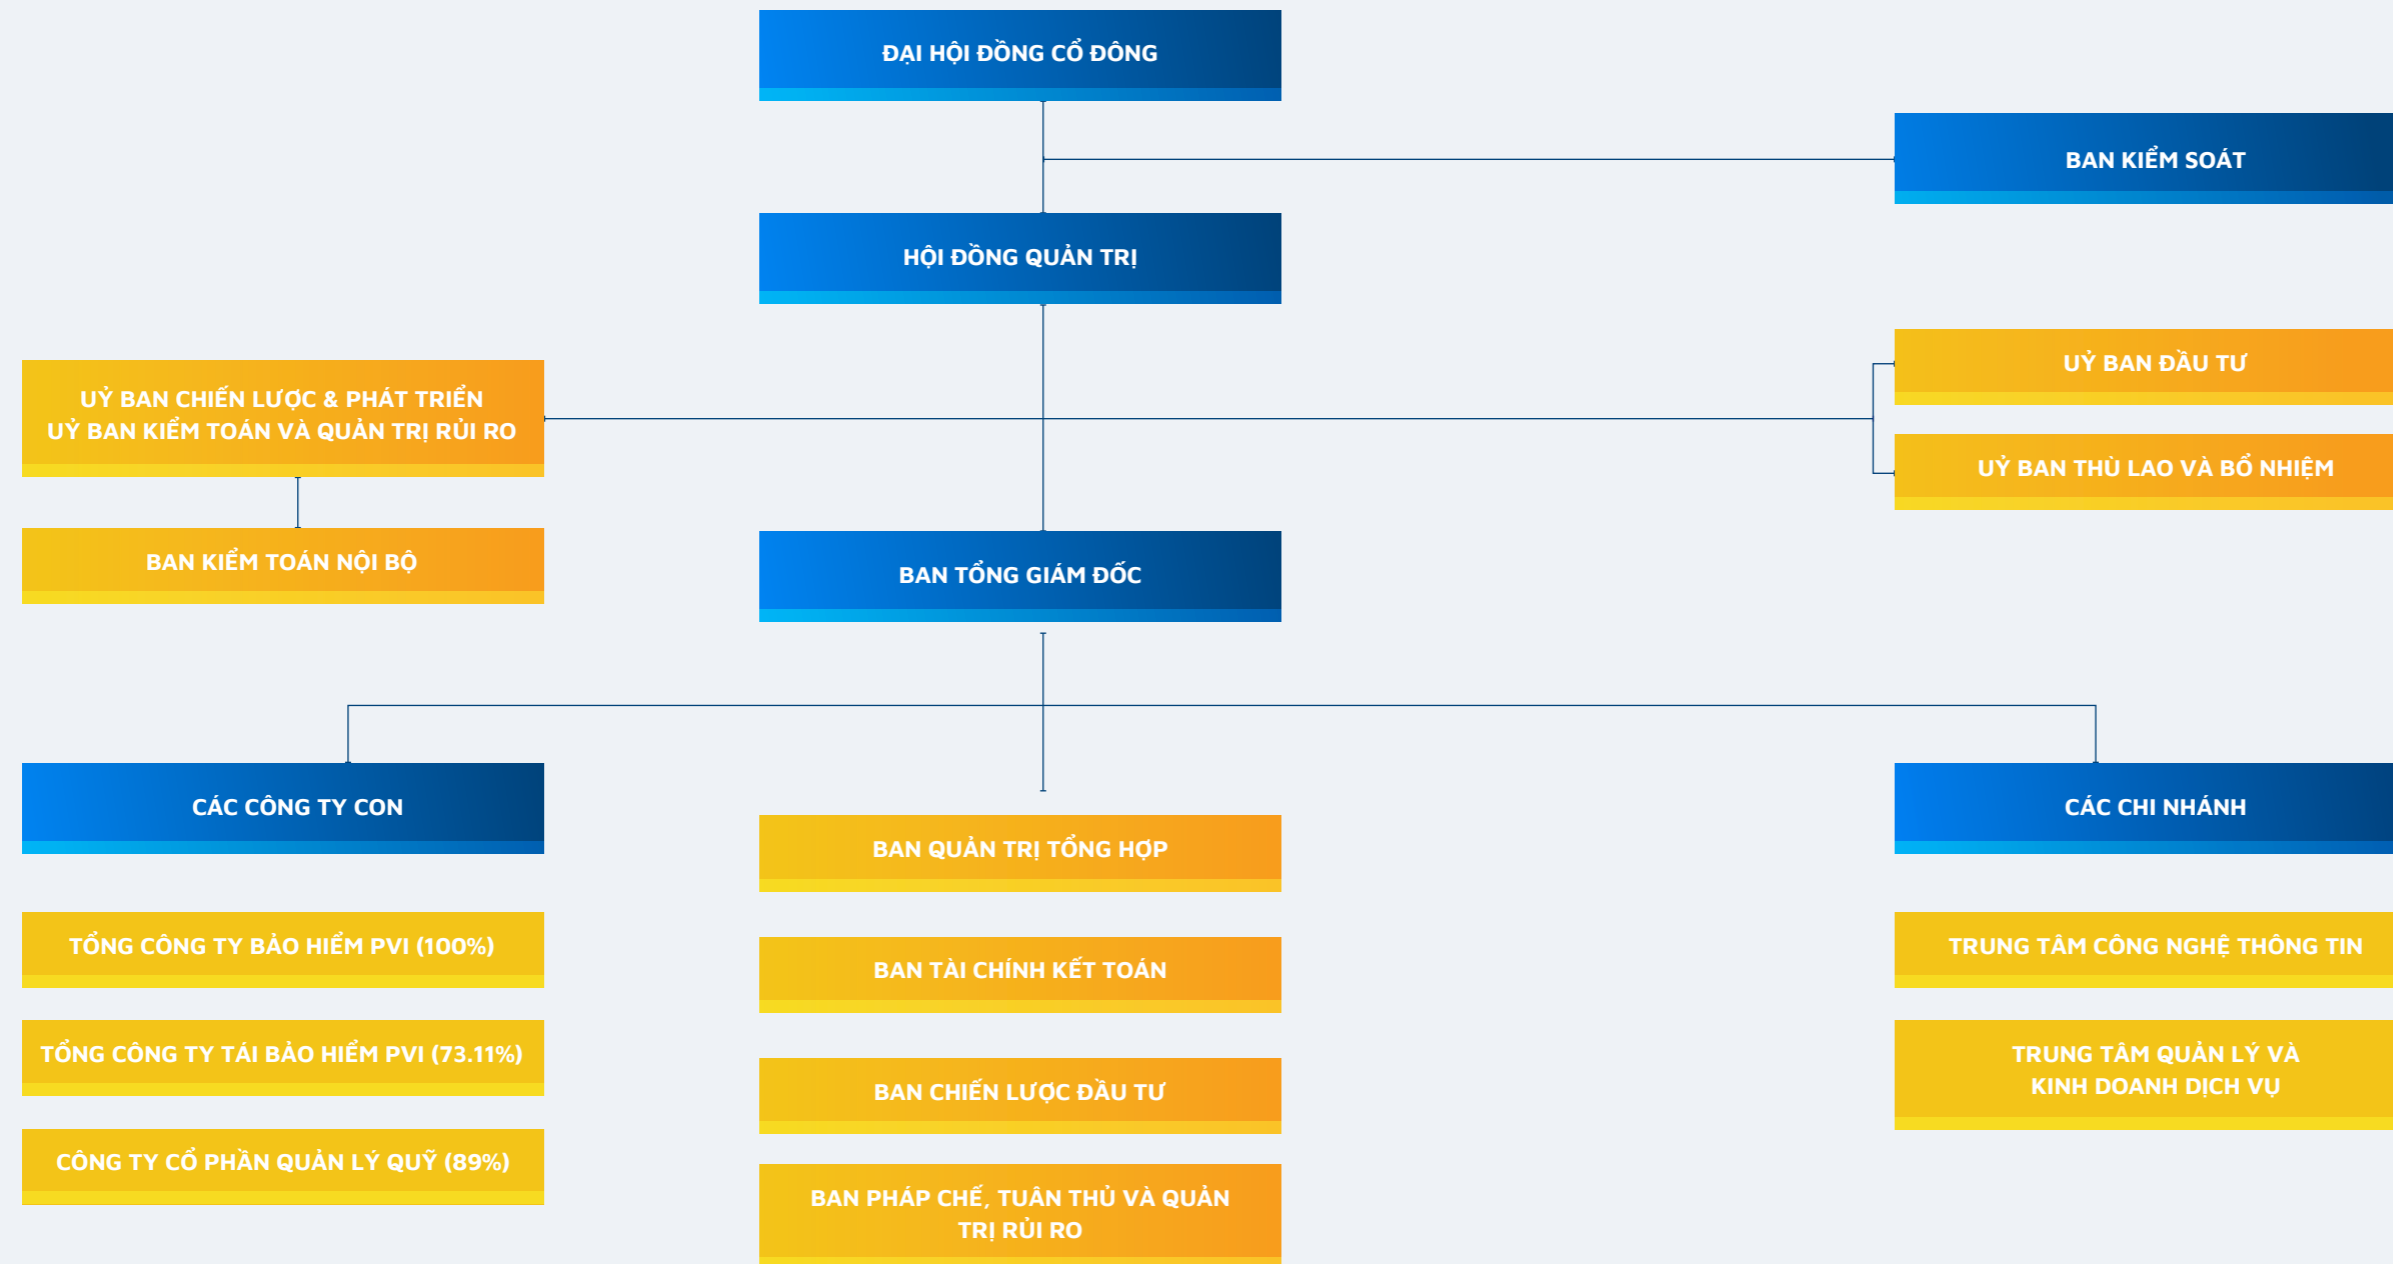 ĐẠI HỘI ĐỒNG CỔ ĐÔNG
BAN KIỂM SOÁT
HỘI ĐỒNG QUẢN TRỊ
UỶ BAN CHIẾN LƯỢC & PHÁT TRIỂN
UỶ BAN KIỂM TOÁN VÀ QUẢN TRỊ RỦI RO
UỶ BAN ĐẦU TƯ
UỶ BAN THÙ LAO VÀ BỔ NHIỆM
BAN KIỂM TOÁN NỘI BỘ
BAN TỔNG GIÁM ĐỐC
CÁC CÔNG TY CON
TỔNG CÔNG TY BẢO HIỂM PVI (100%)
TỔNG CÔNG TY TÁI BẢO HIỂM PVI (73.11%)
CÔNG TY CỔ PHẦN QUẢN LÝ QUỸ (89%)
BAN QUẢN TRỊ TỔNG HỢP
BAN TÀI CHÍNH KẾT TOÁN
BAN CHIẾN LƯỢC ĐẦU TƯ
BAN PHÁP CHẾ, TUÂN THỦ VÀ QUẢN
TRỊ RỦI RO
CÁC CHI NHÁNH
TRUNG TÂM CÔNG NGHỆ THÔNG TIN
TRUNG TÂM QUẢN LÝ VÀ
KINH DOANH DỊCH VỤ